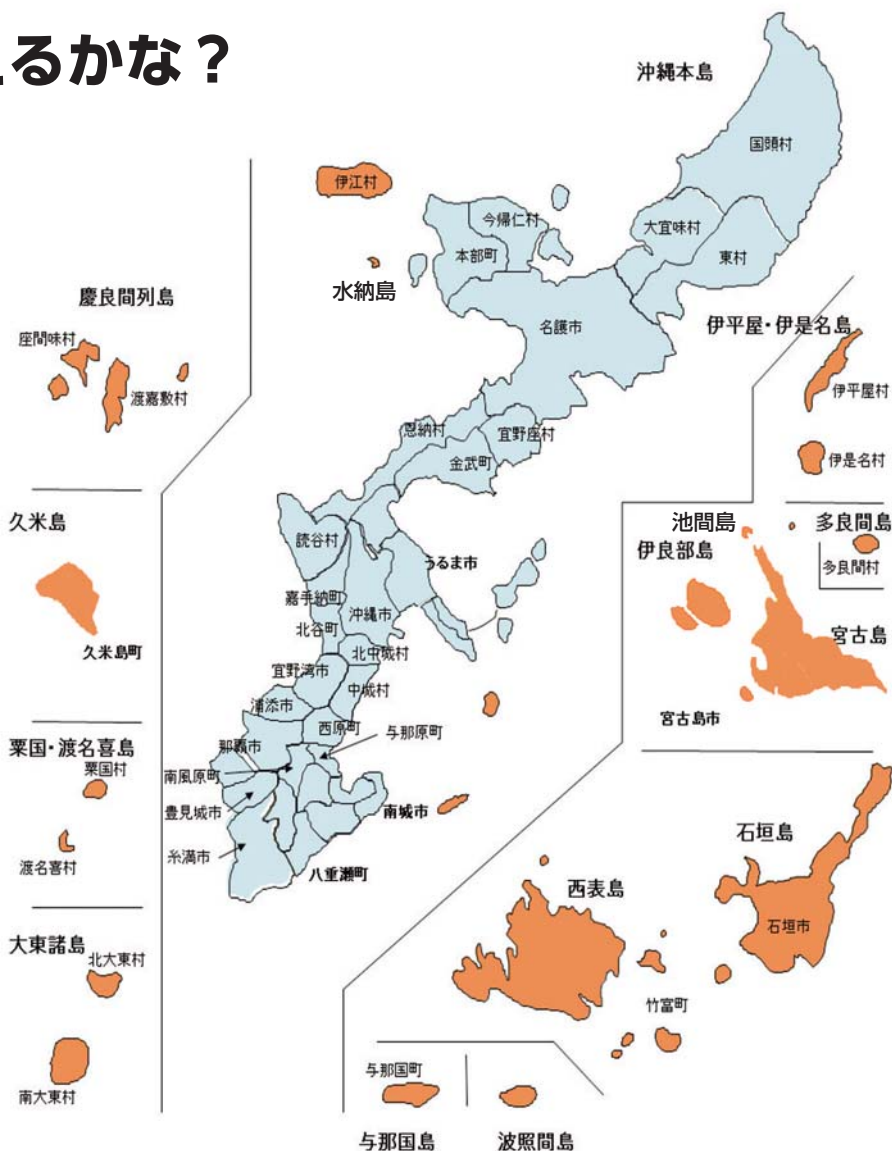 えるかな？
沖縄本島
国頭村
伊江村
今帰仁村
大宜味村
本部町
東村
水納島
慶良間列島
名護市
伊平屋・伊是名島
座間味村
渡嘉敷村
伊平屋村
恩納村
宜野座村
金武町
伊是名村
久米島
池間島
多良間島
読谷村
伊良部島
うるま市
多良間村
嘉手納町
沖縄市
北谷町
宮古島
久米島町
北中城村
宜野湾市
中城村
浦添市
宮古島市
西原町
与那原町
粟国・渡名喜島
那覇市
粟国村
南風原町
豊見城市
南城市
石垣島
糸満市
渡名喜村
八重瀬町
西表島
石垣市
大東諸島
北大東村
竹富町
与那国町
南大東村
与那国島
波照間島